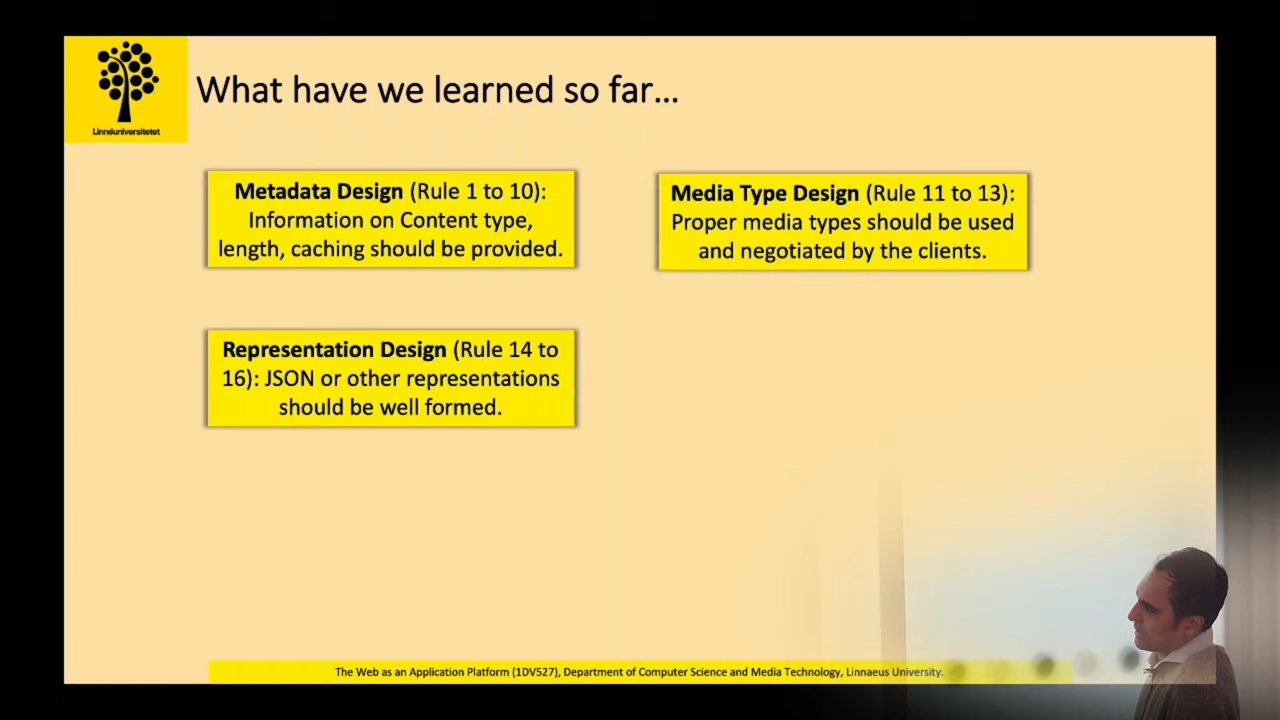 Linnéuniversitetet
What have we learned so far...
Metadata Design (Rule 1 to 10):
Information on Content type,
length, caching should be provided.
Media Type Design (Rule 11 to 13):
Proper media types should be used
and negotiated by the clients.
Representation Design (Rule 14 to
16): JSON or other representations
should be well formed.
The Web as an Application Platform (1DV527), Department of Computer Science and Media Technology, Linnaeus University.